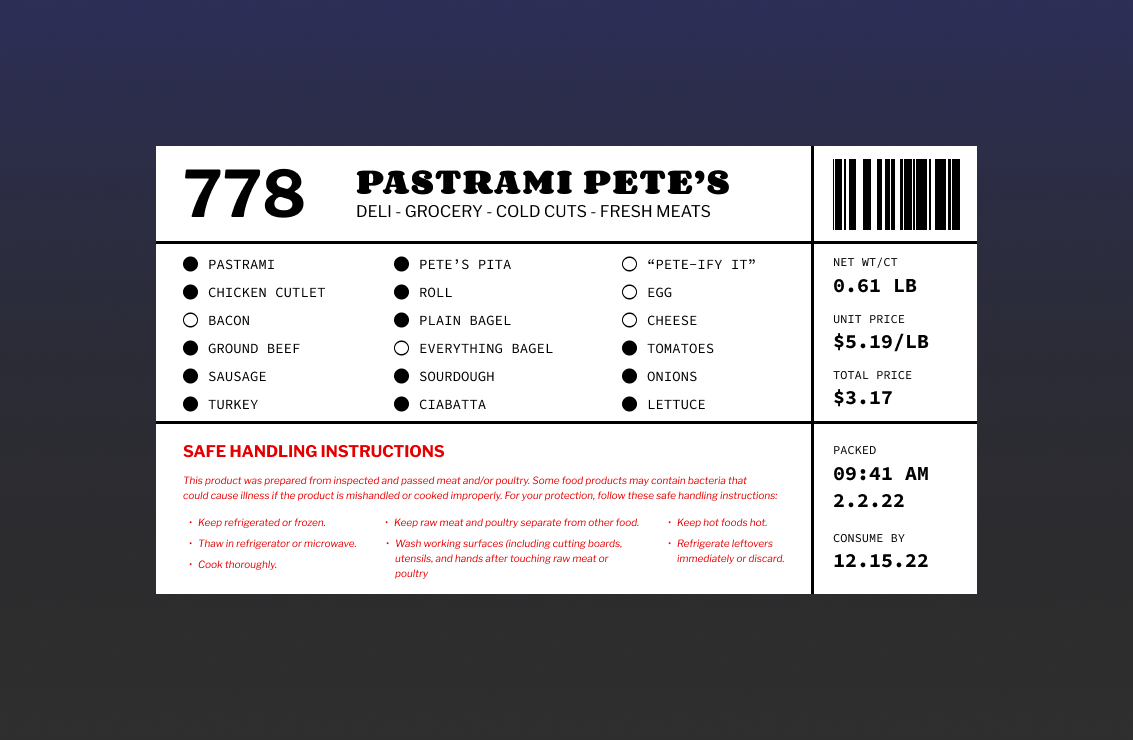 778
PASTRAMI PETE’S
DELI - GROCERY - COLD CUTS - FRESH MEATS
PASTRAMI
CHICKEN CUTLET
BACON
GROUND BEEF
SAUSAGE
TURKEY
PETE’S PITA
ROLL
PLAIN BAGEL
EVERYTHING BAGEL
SOURDOUGH
CIABATTA
“PETE-IFY IT”
EGG
CHEESE
TOMATOES
ONIONS
LETTUCE
NET WT/CT
0.61 LB
UNIT PRICE
$5.19/LB
TOTAL PRICE
$3.17
SAFE HANDLING INSTRUCTIONS
This product was prepared from inspected and passed meat and/or poultry. Some food products may contain bacteria that
could cause illness if the product is mishandled or cooked improperly. For your protection, follow these safe handling instructions:
• Keep refrigerated or frozen.
• Thaw in refrigerator or microwave.
• Cook thoroughly.
• Keep raw meat and poultry separate from other food.
• Wash working surfaces (including cutting boards,
utensils, and hands after touching raw meat or
poultry
• Keep hot foods hot.
• Refrigerate leftovers
immediately or discard.
PACKED
09:41 AM
2.2.22
CONSUME BY
12.15.22